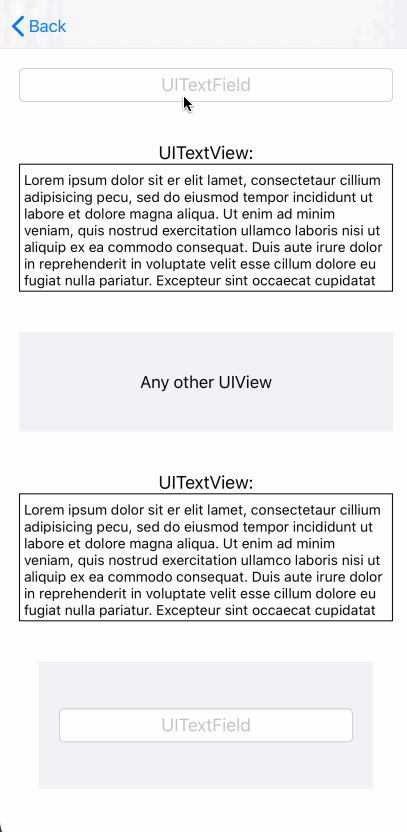 Back
UITextField
UITextView:
Lorem ipsum dolor sit er elit lamet, consectetaur cillium
adipisicing pecu, sed do eiusmod tempor incididunt ut
labore et dolore magna aliqua. Ut enim ad minim
veniam, quis nostrud exercitation ullamco laboris nisi ut
aliquip ex ea commodo consequat. Duis aute irure dolor
in reprehenderit in voluptate velit esse cillum dolore eu
fugiat nulla pariatur. Excepteur sint occaecat cupidatat
Any other UIView
UITextView:
Lorem ipsum dolor sit er elit lamet, consectetaur cillium
adipisicing pecu, sed do eiusmod tempor incididunt ut
labore et dolore magna aliqua. Ut enim ad minim
veniam, quis nostrud exercitation ullamco laboris nisi ut
aliquip ex ea commodo consequat. Duis aute irure dolor
in reprehenderit in voluptate velit esse cillum dolore eu
fugiat nulla pariatur. Excepteur sint occaecat cupidatat
UITextField